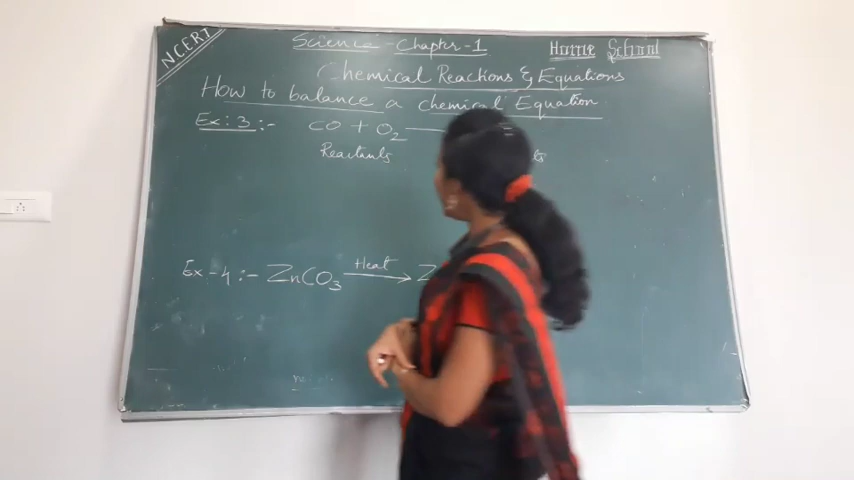 NCERT
Science - Chapter-1
Home School
Chemical Reactions & Equations
How to balance a chemical Equation
Ex: 3 :- CO + O₂
Reactants
Ex-4 :- ZnCO₃ Heat → Z